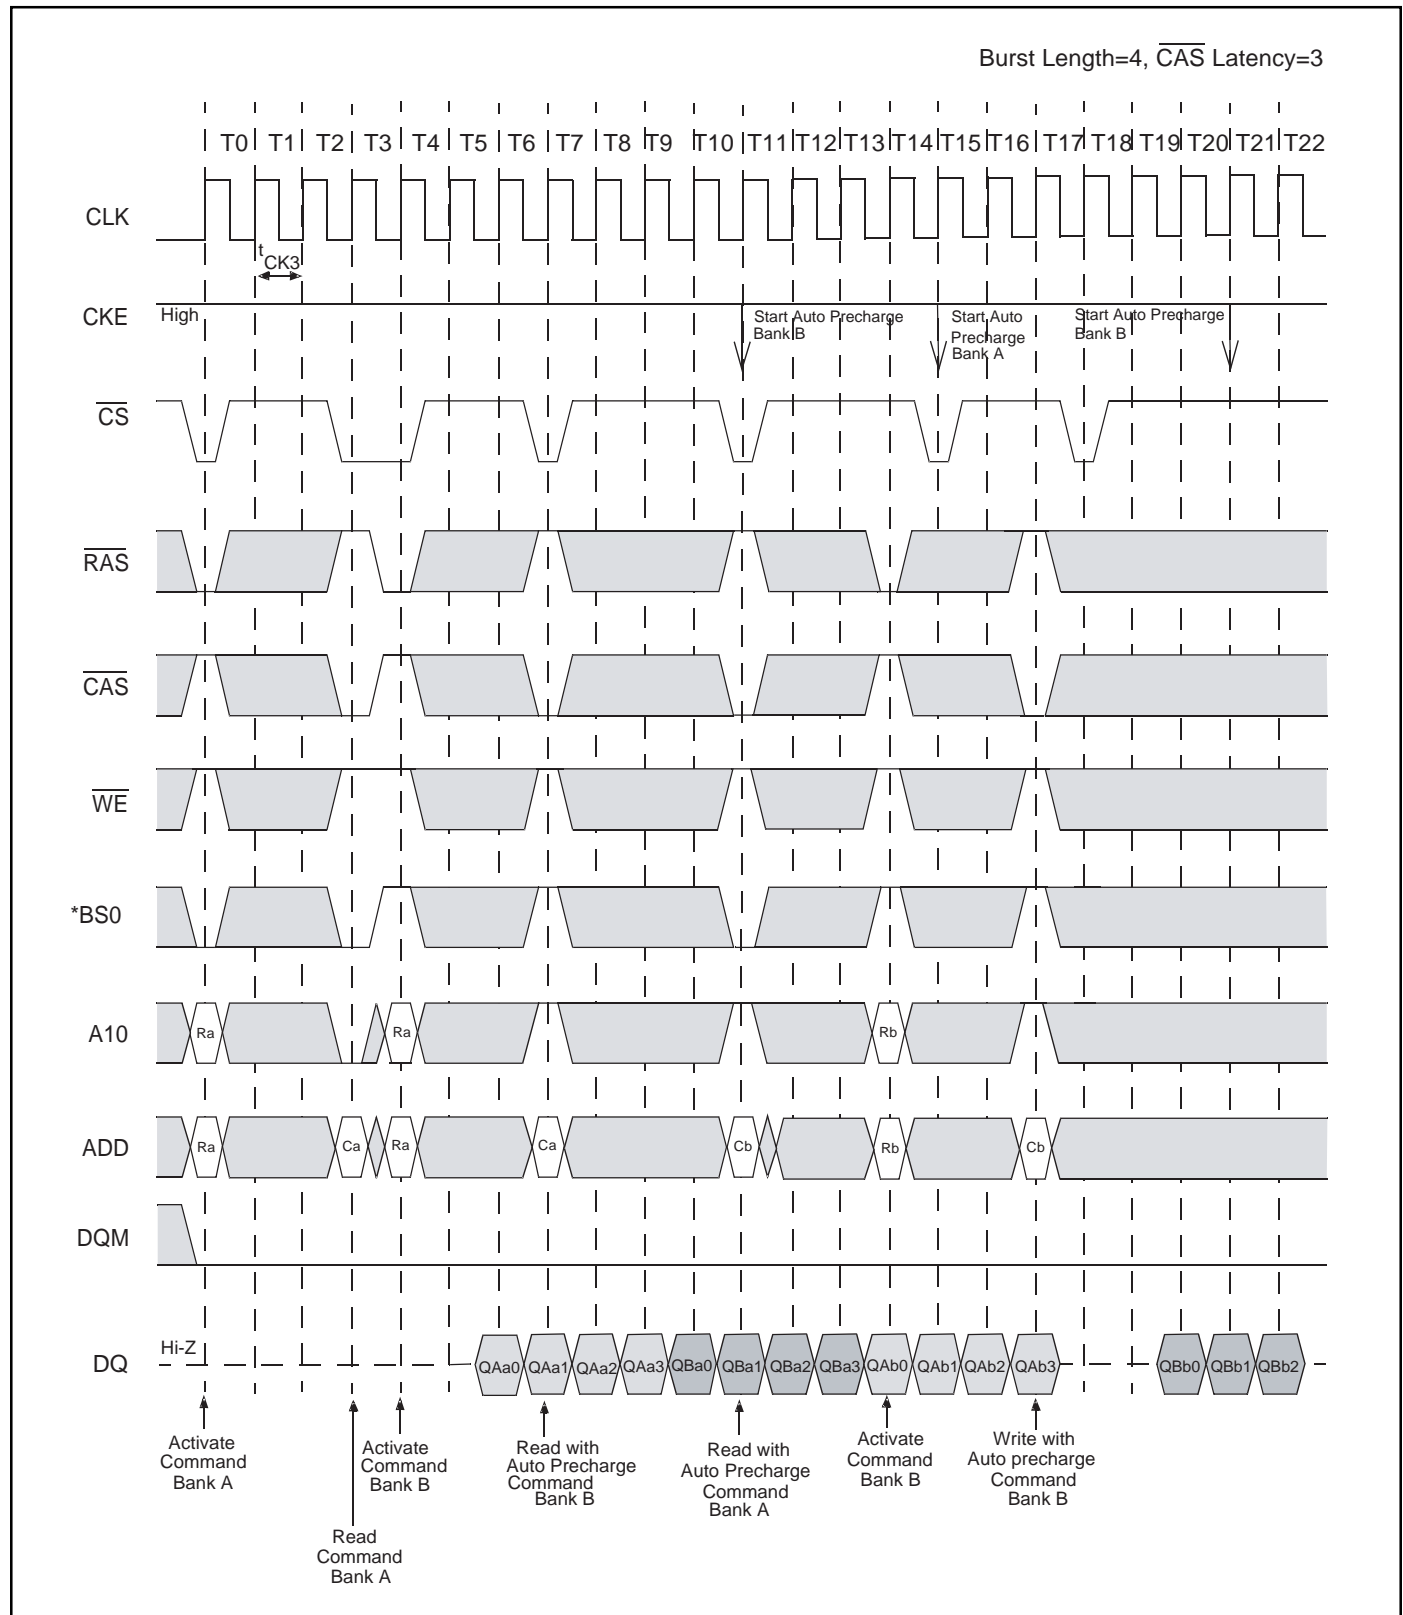 Burst Length=4, CAS Latency=3
T0 T1 T2 T3 T4 T5 T6 T7 T8 T9 T10 T11 T12 T13 T14 T15 T16 T17 T18 T19 T20 T21 T22
CLK
tCK3
CKE
High
Start Auto Precharge
Bank B
Start Auto
Precharge
Bank A
Start Auto Precharge
Bank B
CS
RAS
CAS
WE
*BS0
A10
Ra Ra Rb
ADD
Ra Ca Ra Ca Cb Rb Cb
DQM
DQ
Hi-Z
QAa0 QAa1 QAa2 QAa3 QBa0 QBa1 QBa2 QBa3 QAb0 QAb1 QAb2 QAb3 QBb0 QBb1 QBb2
Activate
Command
Bank A
Read
Command
Bank A
Activate
Command
Bank B
Read with
Auto Precharge
Command
Bank B
Read with
Auto Precharge
Command
Bank A
Activate
Command
Bank B
Write with
Auto precharge
Command
Bank B